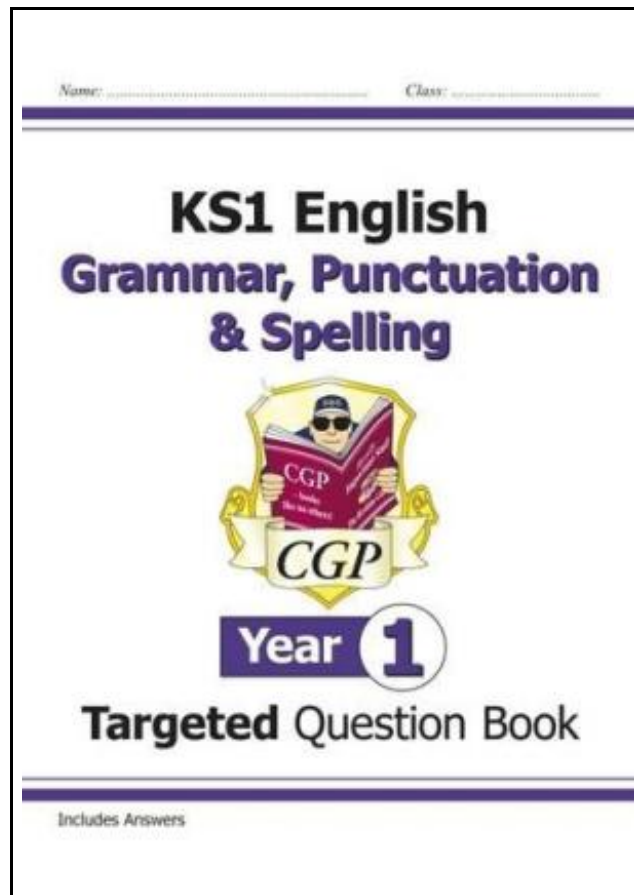 Name: ........................ Class: ........................
KS1 English
Grammar, Punctuation
& Spelling
CGP
CGP
Year 1
Targeted Question Book
Includes Answers